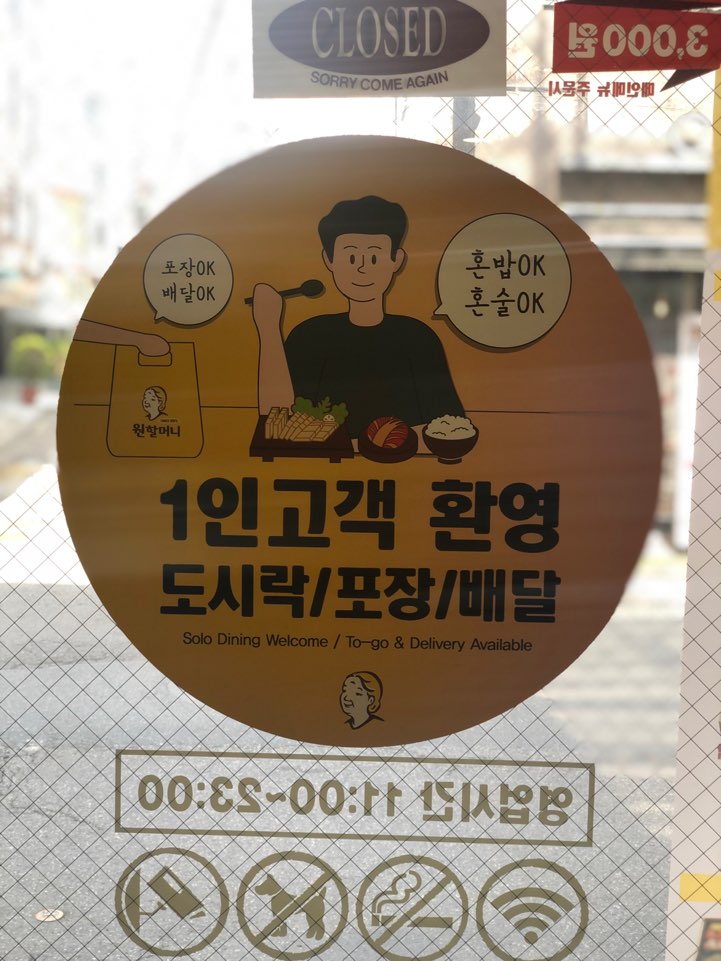 CLOSED
SORRY COME AGAIN
3,000원
메인메뉴 주문시
포장OK
배달OK
혼밥OK
혼술OK
원할머니
1인고객 환영
도시락/포장/배달
Solo Dining Welcome / To-go & Delivery Available
영업시간 11:00~23:00